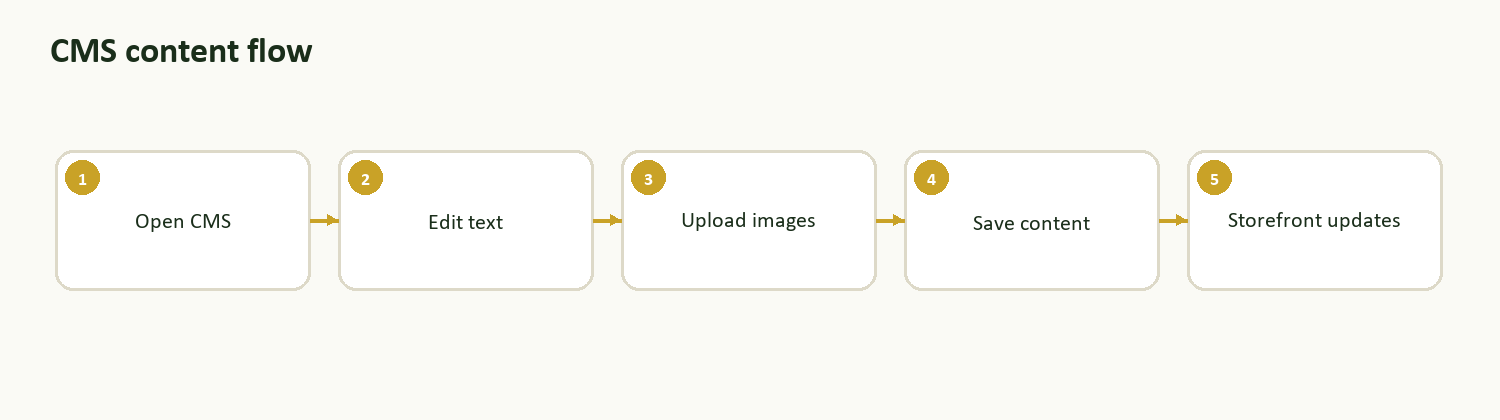 CMS content flow
1
Open CMS
2
Edit text
3
Upload images
4
Save content
5
Storefront updates